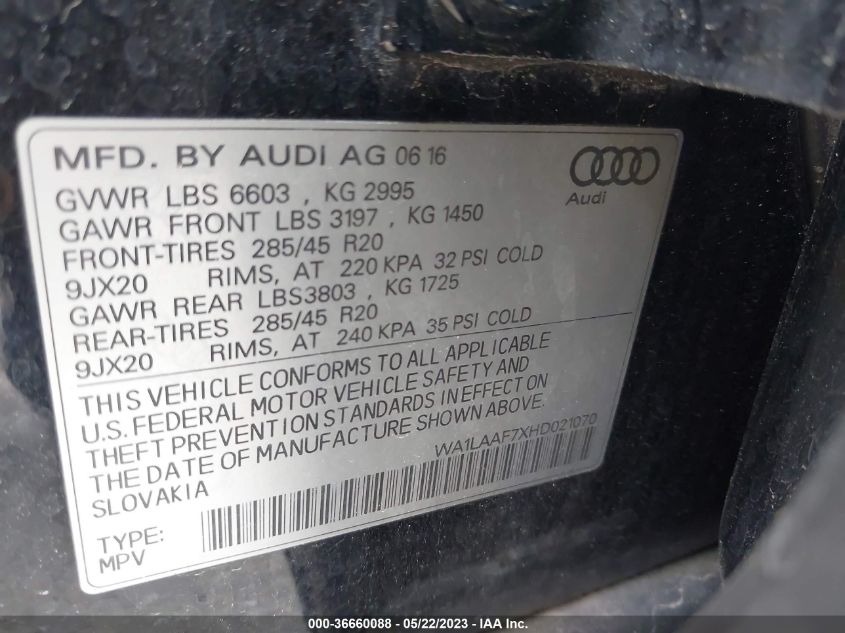 MFD. BY AUDI AG 06 16
Audi
GVWR LBS 6603 , KG 2995
GAWR FRONT LBS 3197 , KG 1450
FRONT-TIRES 285/45 R20
9JX20 RIMS, AT 220 KPA 32 PSI COLD
GAWR REAR LBS3803 , KG 1725
REAR-TIRES 285/45 R20
9JX20 RIMS, AT 240 KPA 35 PSI COLD
THIS VEHICLE CONFORMS TO ALL APPLICABLE
U.S. FEDERAL MOTOR VEHICLE SAFETY AND
THEFT PREVENTION STANDARDS IN EFFECT ON
THE DATE OF MANUFACTURE SHOWN ABOVE.
SLOVAKIA
WA1LAAF7XHD021070
TYPE:
MPV
000-36660088 - 05/22/2023 - IAA Inc.